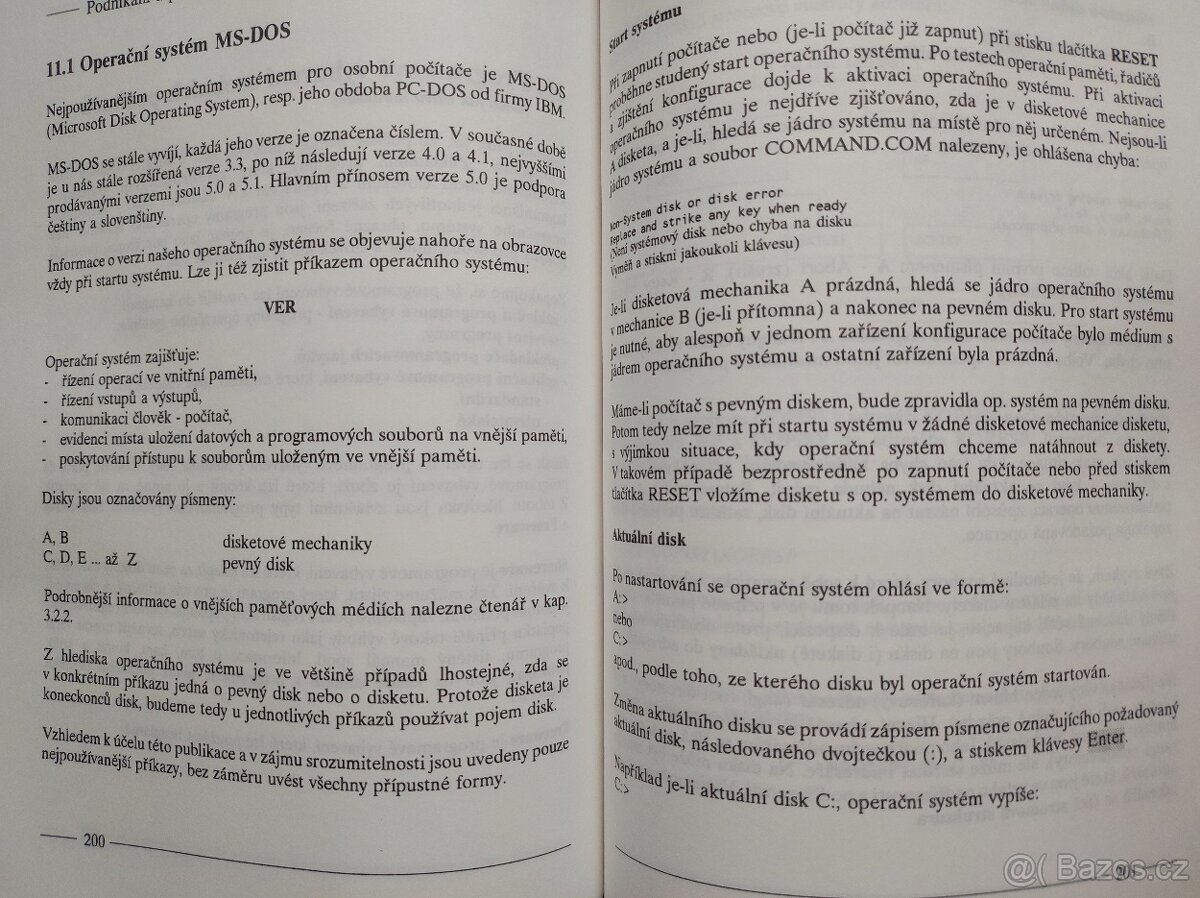 Podnikání
11.1 Operační systém MS-DOS
Nejpoužívanějším operačním systémem pro osobní počítače je MS-DOS
(Microsoft Disk Operating System), resp. jeho obdoba PC-DOS od firmy IBM.
MS-DOS se stále vyvíjí, každá jeho verze je označena číslem. V současné době
je u nás stále rozšířená verze 3.3, po níž následují verze 4.0 a 4.1, nejvyššími
prodávanými verzemi jsou 5.0 a 5.1. Hlavním přínosem verze 5.0 je podpora
češtiny a slovenštiny.
Informace o verzi našeho operačního systému se objevuje nahoře na obrazovce
vždy při startu systému. Lze ji též zjistit příkazem operačního systému:
VER
Operační systém zajišťuje:
- řízení operací ve vnitřní paměti,
- řízení vstupů a výstupů,
- komunikaci člověk - počítač,
- evidenci místa uložení datových a programových souborů na vnější paměti,
- poskytování přístupu k souborům uloženým ve vnější paměti.
Disky jsou označovány písmeny:
A, B disketové mechaniky
C, D, E ... až Z pevný disk
Podrobnější informace o vnějších paměťových médiích nalezne čtenář v kap.
3.2.2.
Z hlediska operačního systému je ve většině případů lhostejné, zda se
v konkrétním příkazu jedná o pevný disk nebo o disketu. Protože disketa je
koneckonců disk, budeme tedy u jednotlivých příkazů používat pojem disk.
Vzhledem k účelu této publikace a v zájmu srozumitelnosti jsou uvedeny pouze
nejpoužívanější příkazy, bez záměru uvést všechny přípustné formy.
200
Start systému
Při zapnutí počítače nebo (je-li počítač již zapnut) při stisku tlačítka RESET
proběhne studený start operačního systému. Po testech operační paměti, řadičů
a zjištění konfigurace dojde k aktivaci operačního systému. Při aktivaci
operačního systému je nejdříve zjišťováno, zda je v disketové mechanice
A disketa, a je-li, hledá se jádro systému na místě pro něj určeném. Nejsou-li
jádro systému a soubor COMMAND.COM nalezeny, je ohlášena chyba:
Non-System disk or disk error
Replace and strike any key when ready
(Není systémový disk nebo chyba na disku
Výměň a stiskni jakoukoli klávesu)
Je-li disketová mechanika A prázdná, hledá se jádro operačního systému
v mechanice B (je-li přítomna) a nakonec na pevném disku. Pro start systému
je nutné, aby alespoň v jednom zařízení konfigurace počítače bylo médium s
jádrem operačního systému a ostatní zařízení byla prázdná.
Máme-li počítač s pevným diskem, bude zpravidla op. systém na pevném disku.
Potom tedy nelze mít při startu systému v žádné disketové mechanice disketu,
s výjimkou situace, kdy operační systém chceme natáhnout z diskety.
V takovém případě bezprostředně po zapnutí počítače nebo před stiskem
tlačítka RESET vložíme disketu s op. systémem do disketové mechaniky.
Aktuální disk
Po nastartování se operační systém ohlásí ve formě:
A:>
nebo
C:>
apod., podle toho, ze kterého disku byl operační systém startován.
Změna aktuálního disku se provádí zápisem písmene označujícího požadovaný
aktuální disk, následovaného dvojtečkou (:), a stiskem klávesy Enter.
Například je-li aktuální disk C:, operační systém vypíše:
C:>
Bazos.cz